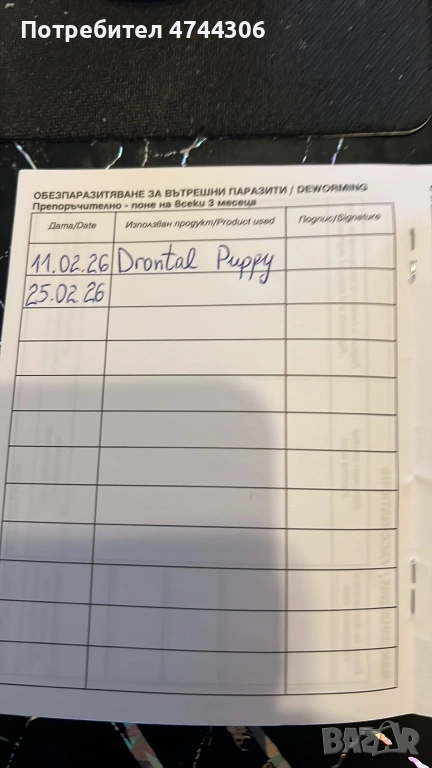 Потребител 4744306
ОБЕЗПАРАЗИТЯВАНЕ ЗА ВЪТРЕШНИ ПАРАЗИТИ / DEWORMING
Препоръчително - поне на всеки 3 месеца
Дата/Date Използван продукт/Product used Подпис/Signature
11.02.26 Drontal Puppy
25.02 26
BAZAR